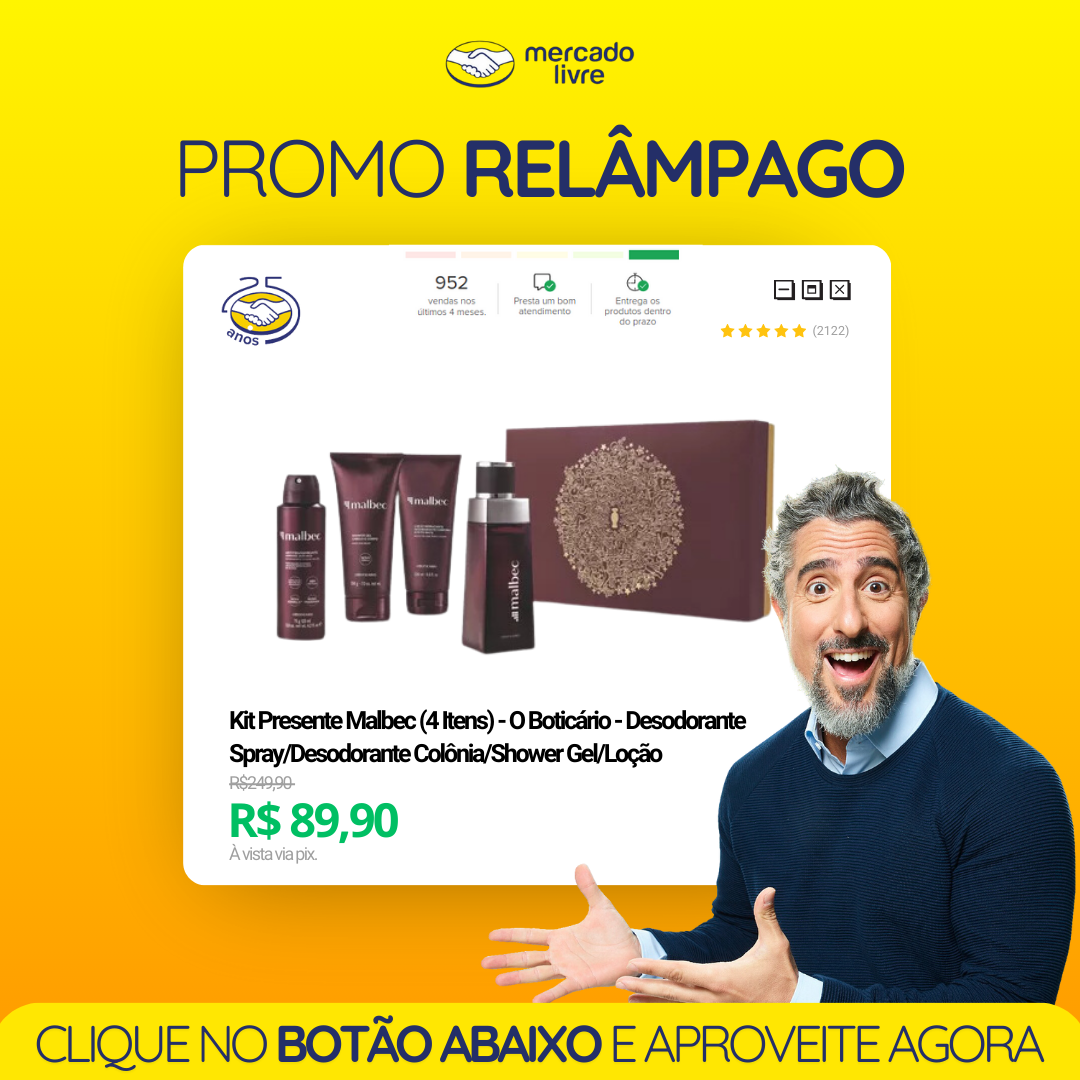 mercado
livre
PROMO RELÂMPAGO
25
anos
952
vendas nos
últimos 4 meses.
Presta um bom
atendimento
Entrega os
produtos dentro
do prazo
(2122)
malbec
malbec
malbec
malbec
Kit Presente Malbec (4 Itens) - O Boticário - Desodorante
Spray/Desodorante Colônia/Shower Gel/Loção
R$249,90
R$ 89,90
À vista via pix.
CLIQUE NO BOTÃO ABAIXO E APROVEITE AGORA